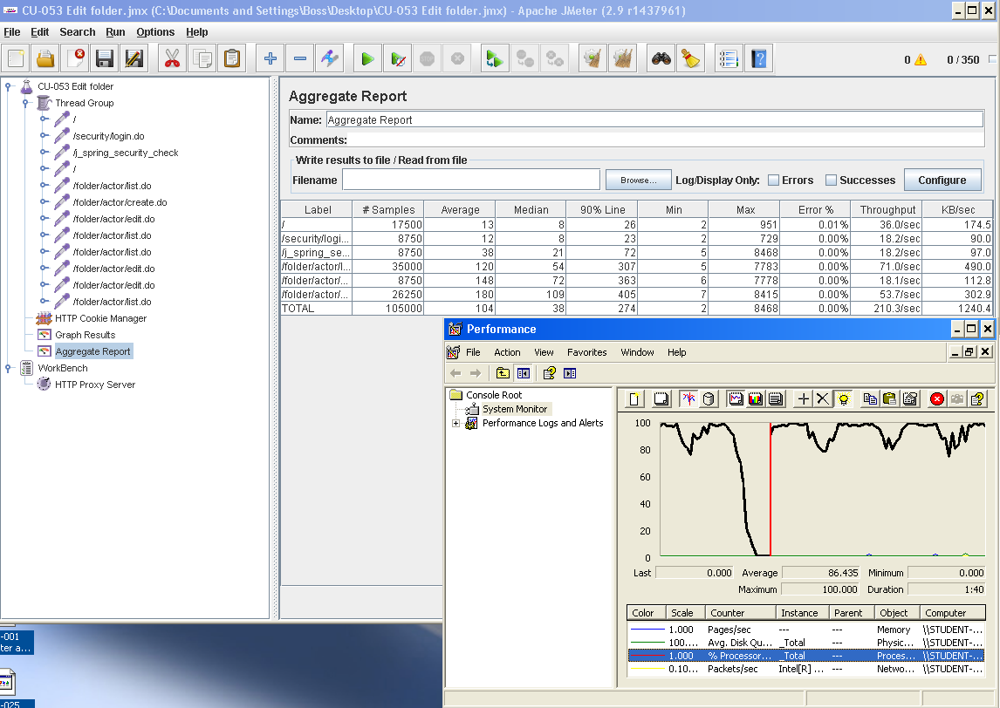 CU-053 Edit folder.jmx (C:\Documents and Settings\Boss\Desktop\CU-053 Edit folder.jmx) - Apache JMeter (2.9 r1437961)
File Edit Search Run Options Help
0 0 / 350
CU-053 Edit folder
Thread Group
/
/security/login.do
/j_spring_security_check
/
/folder/actor/list.do
/folder/actor/create.do
/folder/actor/edit.do
/folder/actor/list.do
/folder/actor/list.do
/folder/actor/edit.do
/folder/actor/edit.do
/folder/actor/list.do
HTTP Cookie Manager
Graph Results
Aggregate Report
WorkBench
HTTP Proxy Server
Aggregate Report
Name: Aggregate Report
Comments:
Write results to file / Read from file
Filename Browse... Log/Display Only: Errors Successes Configure
Label # Samples Average Median 90% Line Min Max Error % Throughput KB/sec
/ 17500 13 8 26 2 951 0.01% 36.0/sec 174.5
/security/logi... 8750 12 8 23 2 729 0.00% 18.2/sec 90.0
/j_spring_se... 8750 38 21 72 5 8468 0.00% 18.2/sec 97.0
/folder/actor/l... 35000 120 54 307 5 7783 0.00% 71.0/sec 490.0
/folder/actor/... 8750 148 72 363 6 7778 0.00% 18.1/sec 112.8
/folder/actor/... 26250 180 109 405 7 8415 0.00% 53.7/sec 302.9
TOTAL 105000 104 38 274 2 8468 0.00% 210.3/sec 1240.4
Performance
File Action View Favorites Window Help
Console Root
System Monitor
Performance Logs and Alerts
100
80
60
40
20
0
Last 0.000 Average 86.435 Minimum 0.000
Maximum 100.000 Duration 1:40
Color Scale Counter Instance Parent Object Computer
1.000 Pages/sec --- --- Memory \\STUDENT-...
100.... Avg. Disk Qu... _Total --- Physic... \\STUDENT-...
1.000 % Processor... _Total --- Proces... \\STUDENT-...
0.10... Packets/sec Intel[R] ... --- Netwo... \\STUDENT-...
-001
ter a...
-025